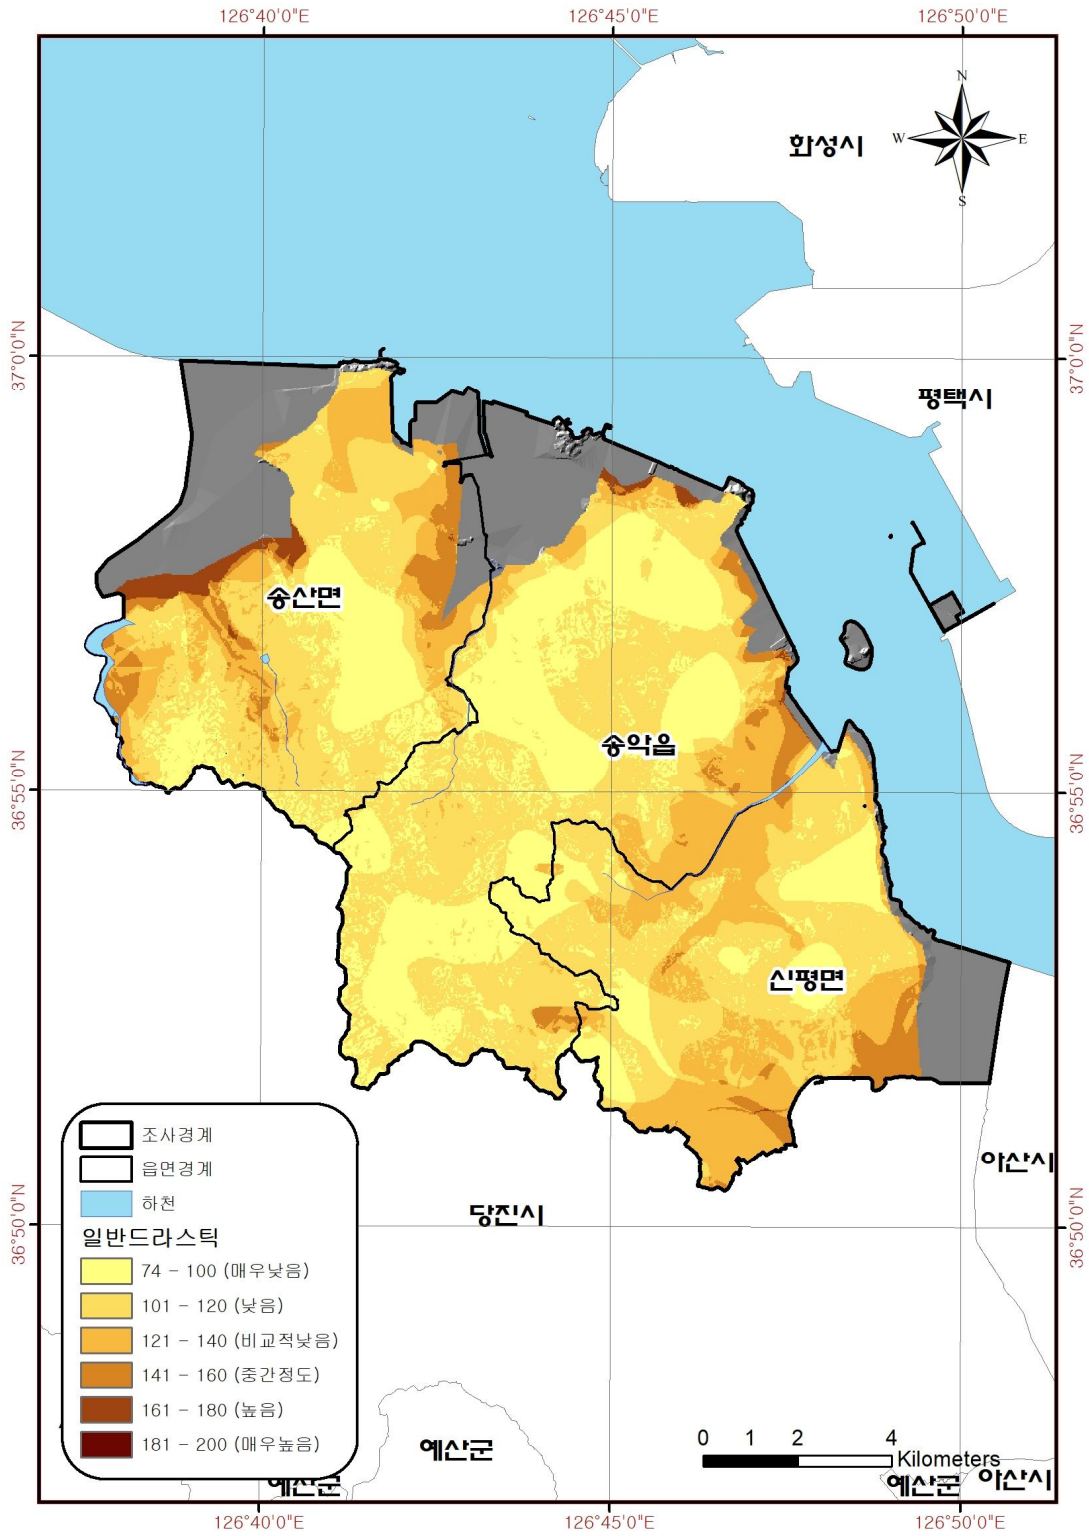 126°40'0"E
126°45'0"E
126°50'0"E
N
W
E
S
화성시
37°0'0"N
37°0'0"N
평택시
송산면
송악읍
36°55'0"N
36°55'0"N
신평면
조사경계
읍면경계
하천
일반드라스틱
74 - 100 (매우낮음)
101 - 120 (낮음)
121 - 140 (비교적낮음)
141 - 160 (중간정도)
161 - 180 (높음)
181 - 200 (매우높음)
아산시
당진시
36°50'0"N
36°50'0"N
예산군
0 1 2 4
Kilometers
예산군
예산군
아산시
126°40'0"E
126°45'0"E
126°50'0"E